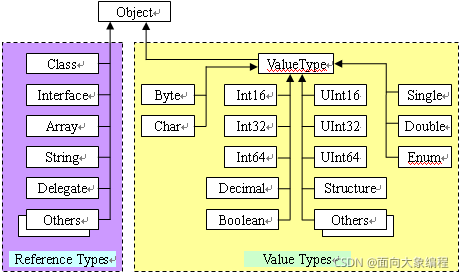 Object
ValueType
Class
Interface
Array
String
Delegate
Others
Reference Types
Byte
Char
Int16
Int32
Int64
Decimal
Boolean
UInt16
UInt32
UInt64
Structure
Others
Single
Double
Enum
Value Types
CSDN @面向大象编程